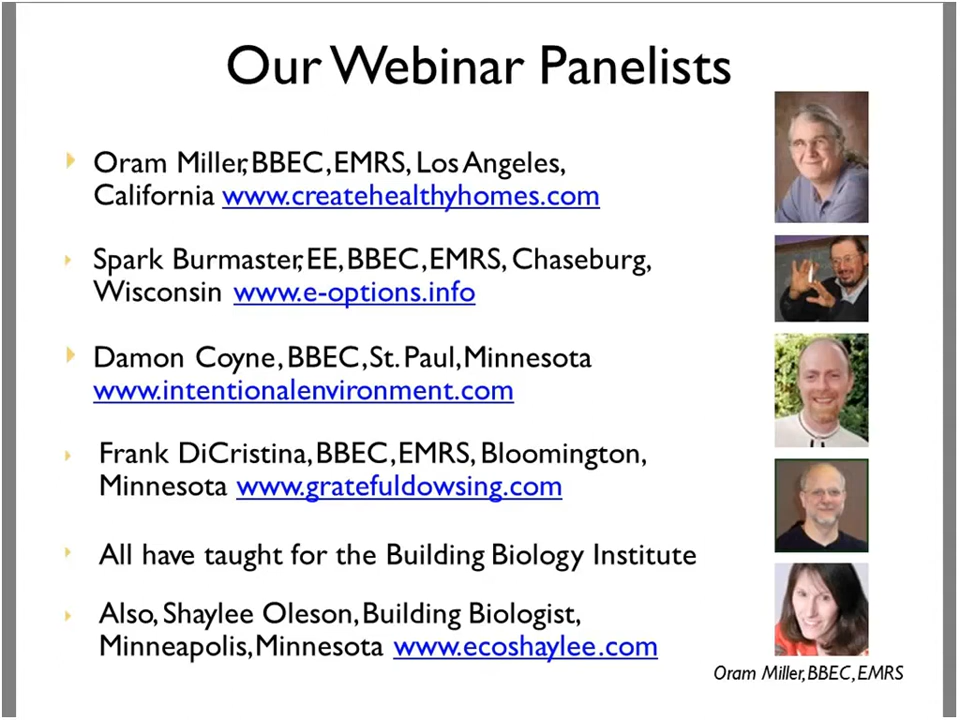 Our Webinar Panelists
Oram Miller, BBEC, EMRS, Los Angeles,
California www.createhealthyhomes.com
Spark Burmaster, EE, BBEC, EMRS, Chaseburg,
Wisconsin www.e-options.info
Damon Coyne, BBEC, St. Paul, Minnesota
www.intentionalenvironment.com
Frank DiCristina, BBEC, EMRS, Bloomington,
Minnesota www.gratefuldowsing.com
All have taught for the Building Biology Institute
Also, Shaylee Oleson, Building Biologist,
Minneapolis, Minnesota www.ecoshaylee.com
Oram Miller, BBEC, EMRS